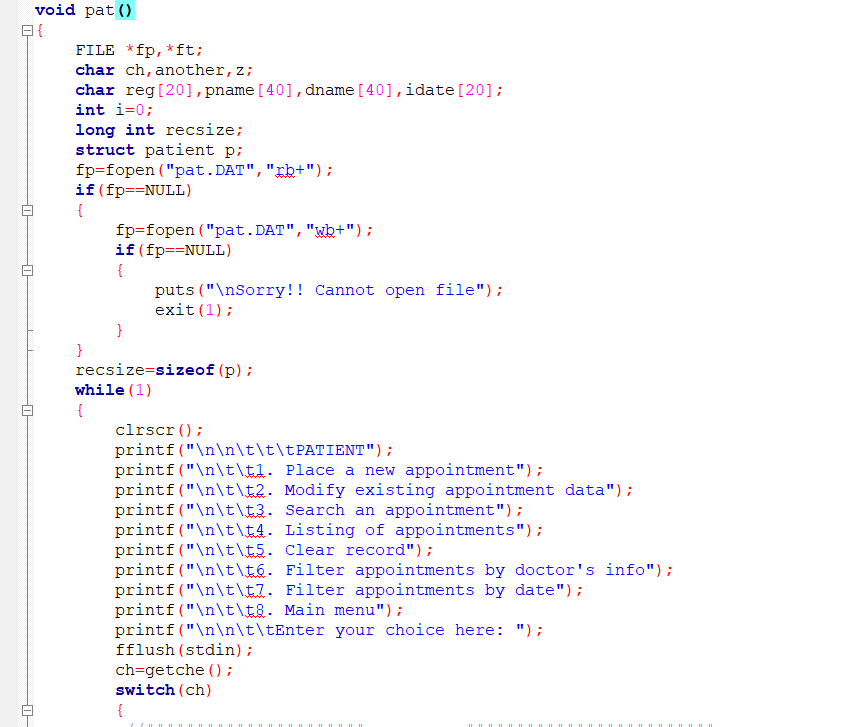 void pat()
{
FILE *fp,*ft;
char ch,another,z;
char reg[20],pname[40],dname[40],idate[20];
int i=0;
long int recsize;
struct patient p;
fp=fopen("pat.DAT","rb+");
if(fp==NULL)
{
fp=fopen("pat.DAT","wb+");
if(fp==NULL)
{
puts("\nSorry!! Cannot open file");
exit(1);
}
}
recsize=sizeof(p);
while(1)
{
clrscr();
printf("\n\n\t\t\tPATIENT");
printf("\n\t\t1. Place a new appointment");
printf("\n\t\t2. Modify existing appointment data");
printf("\n\t\t3. Search an appointment");
printf("\n\t\t4. Listing of appointments");
printf("\n\t\t5. Clear record");
printf("\n\t\t6. Filter appointments by doctor's info");
printf("\n\t\t7. Filter appointments by date");
printf("\n\t\t8. Main menu");
printf("\n\n\t\tEnter your choice here: ");
fflush(stdin);
ch=getche();
switch(ch)
{